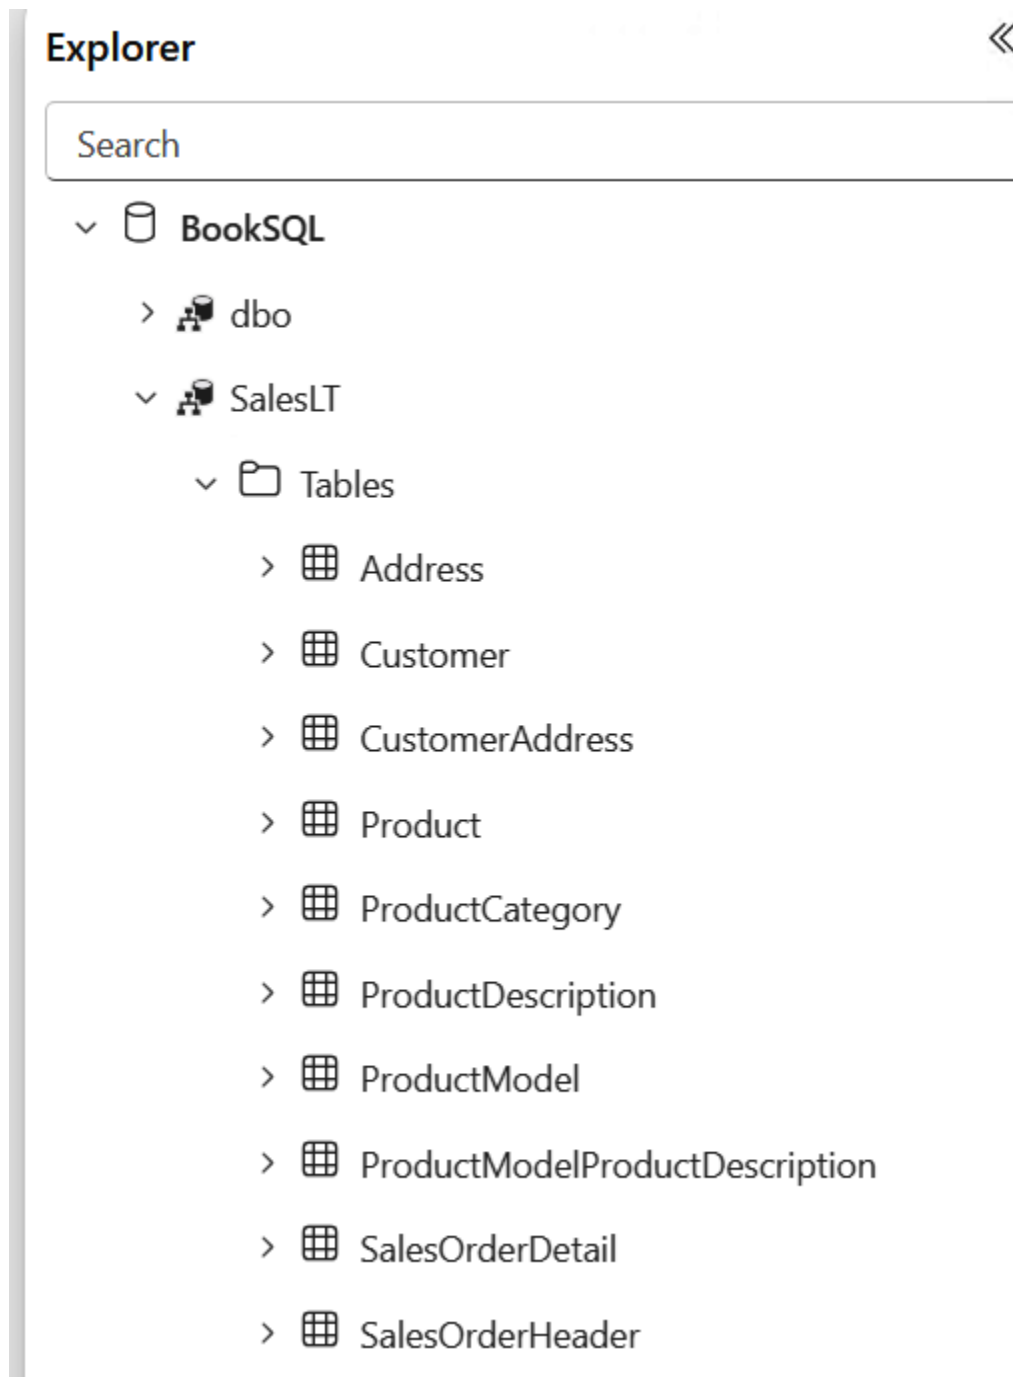 Explorer
Search
BookSQL
dbo
SalesLT
Tables
Address
Customer
CustomerAddress
Product
ProductCategory
ProductDescription
ProductModel
ProductModelProductDescription
SalesOrderDetail
SalesOrderHeader